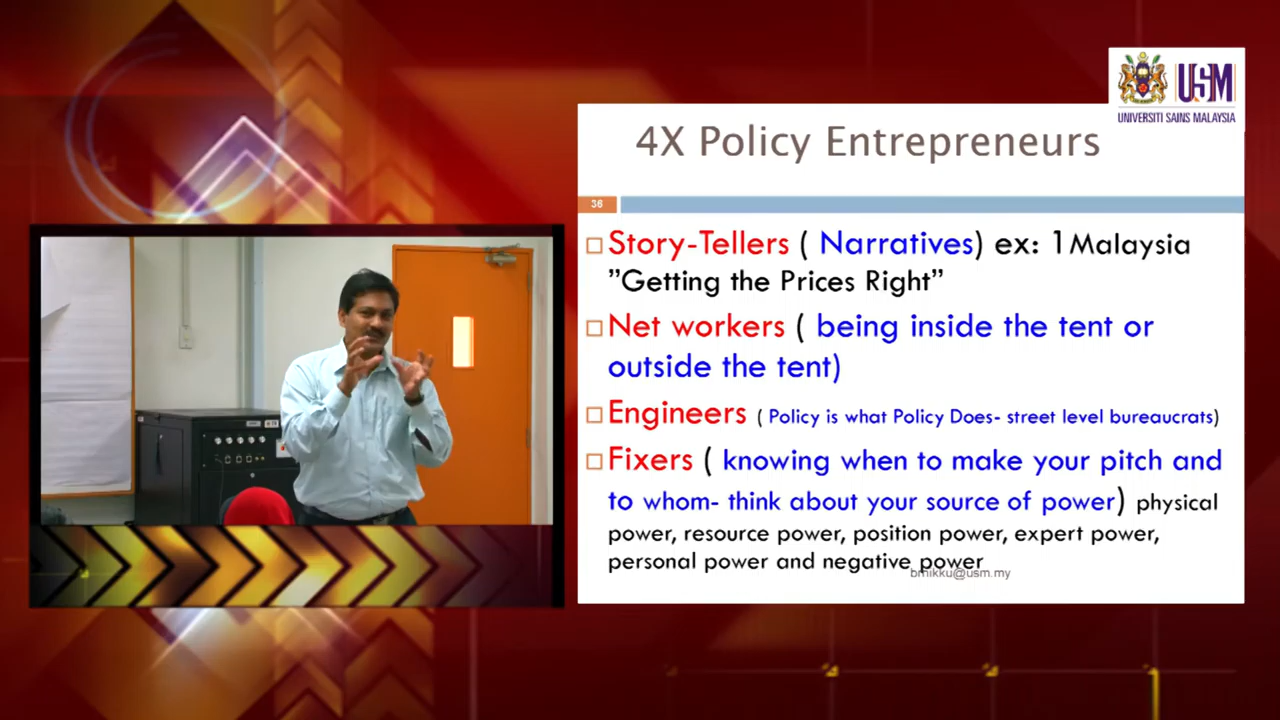 USM
UNIVERSITI SAINS MALAYSIA
4X Policy Entrepreneurs
36
Story-Tellers ( Narratives) ex: 1Malaysia
”Getting the Prices Right”
Net workers ( being inside the tent or
outside the tent)
Engineers ( Policy is what Policy Does- street level bureaucrats)
Fixers ( knowing when to make your pitch and
to whom- think about your source of power) physical
power, resource power, position power, expert power,
personal power and negative power
bmikku@usm.my